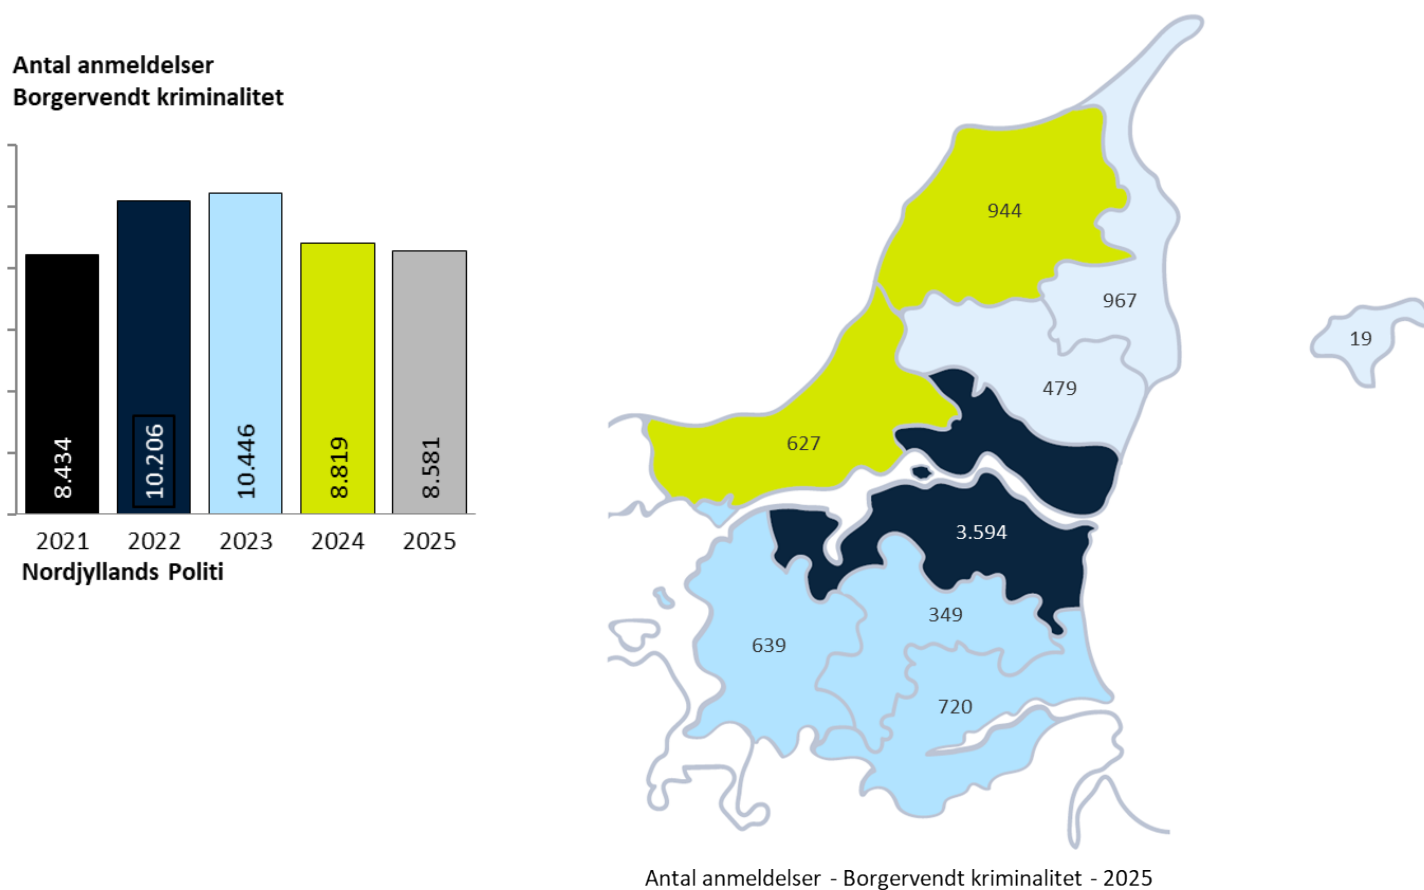 Antal anmeldelser
Borgervendt kriminalitet
8.434
10.206
10.446
8.819
8.581
2021 2022 2023 2024 2025
Nordjyllands Politi
944
967
19
479
627
3.594
349
639
720
Antal anmeldelser - Borgervendt kriminalitet - 2025